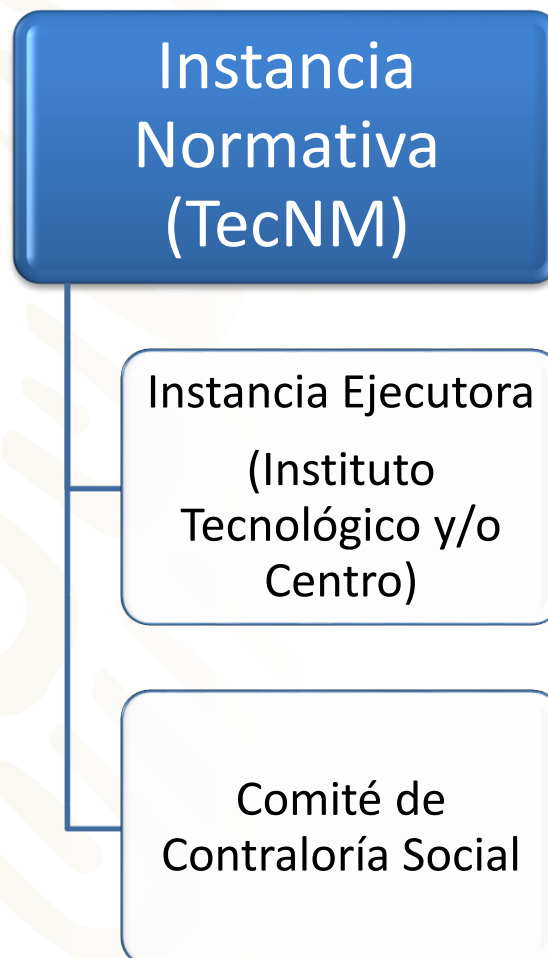 Instancia
Normativa
(TecNM)
Instancia Ejecutora
(Instituto
Tecnológico y/o
Centro)
Comité de
Contraloría Social